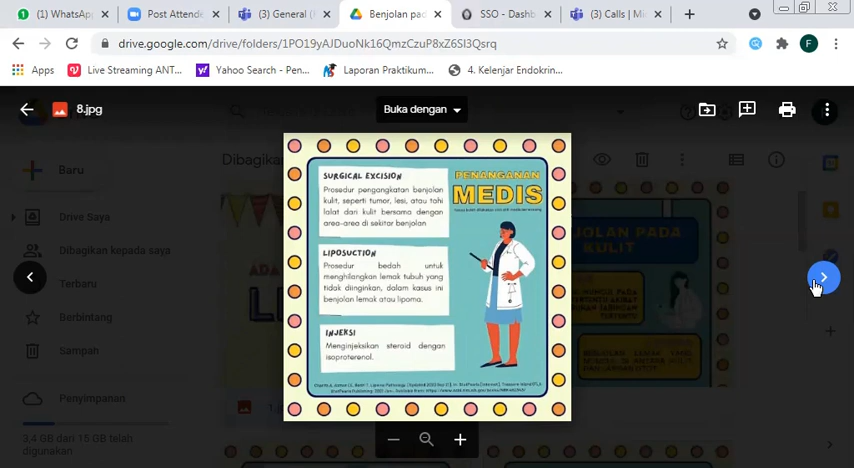 (1) WhatsApp
Post Attende
(3) General (
Benjolan pad
SSO - Dashb
(3) Calls | Mi
drive.google.com/drive/folders/1PO19yAJDuoNk16QmzCzuP8xZ6Sl3Qsrq
F
Apps
Live Streaming ANT...
Yahoo Search - Pen...
Laporan Praktikum...
4. Kelenjar Endokrin...
8.jpg
Buka dengan
Baru
Drive Saya
Dibagikan kepada saya
Terbaru
Berbintang
Sampah
Penyimpanan
3,4 GB dari 15 GB telah
digunakan
Dibagikan
SURGICAL EXCISION
Prosedur pengangkatan benjolan
kulit, seperti tumor, lesi, atau tahi
lalat dari kulit bersama dengan
area-area di sekitar benjolan
LIPOSUCTION
Prosedur bedah untuk
menghilangkan lemak tubuh yang
tidak diinginkan, dalam kasus ini
benjolan lemak atau lipoma.
INJEKSI
Menginjeksikan steroid dengan
isoproterenol.
PENANGANAN
MEDIS
JOLAN PADA
KULIT